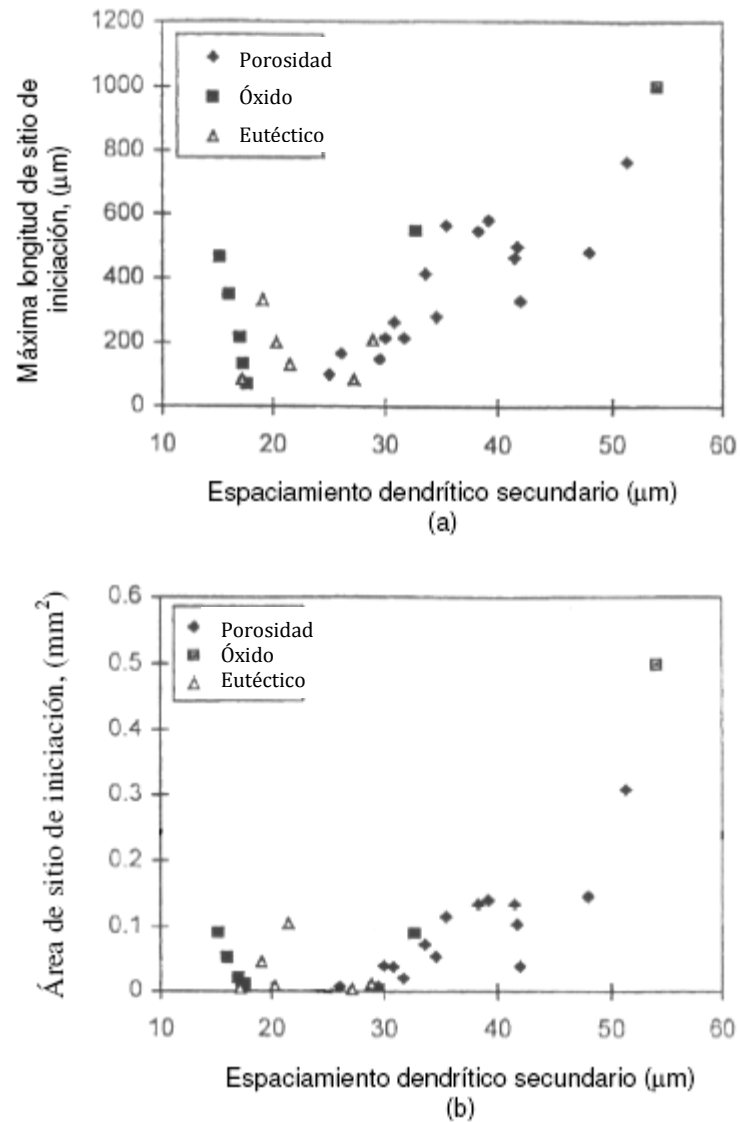 1200
1000
800
600
400
200
0
Máxima longitud de sitio de
iniciación, (μm)
Porosidad
Óxido
Eutéctico
10 20 30 40 50 60
Espaciamiento dendrítico secundario (μm)
(a)
0.6
0.5
0.4
0.3
0.2
0.1
0
Área de sitio de iniciación, (mm²)
Porosidad
Óxido
Eutéctico
10 20 30 40 50 60
Espaciamiento dendrítico secundario (μm)
(b)